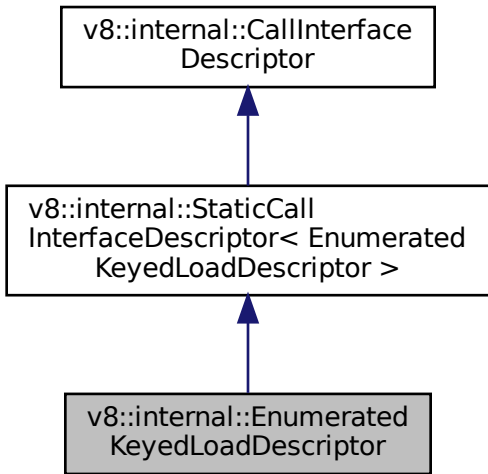 v8::internal::CallInterface
Descriptor
v8::internal::StaticCall
InterfaceDescriptor< Enumerated
KeyedLoadDescriptor >
v8::internal::Enumerated
KeyedLoadDescriptor